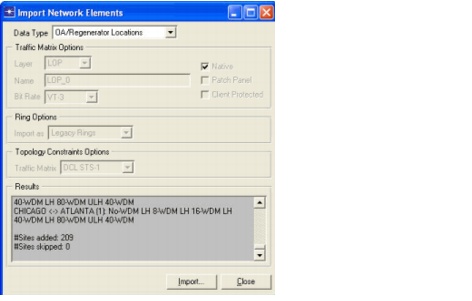 Import Network Elements
Data Type OA/Regenerator Locations
Traffic Matrix Options
Layer LOP
Native
Name LOP_0
Patch Panel
Bit Rate VT-3
Client Protected
Ring Options
Import as Legacy Rings
Topology Constraints Options
Traffic Matrix OCL STS-1
Results
40-WDM LH 80-WDM ULH 40-WDM
CHICAGO <-> ATLANTA (1): No-WDM LH 8-WDM LH 16-WDM LH
40-WDM LH 80-WDM ULH 40-WDM
#Sites added: 209
#Sites skipped: 0
Import...
Close